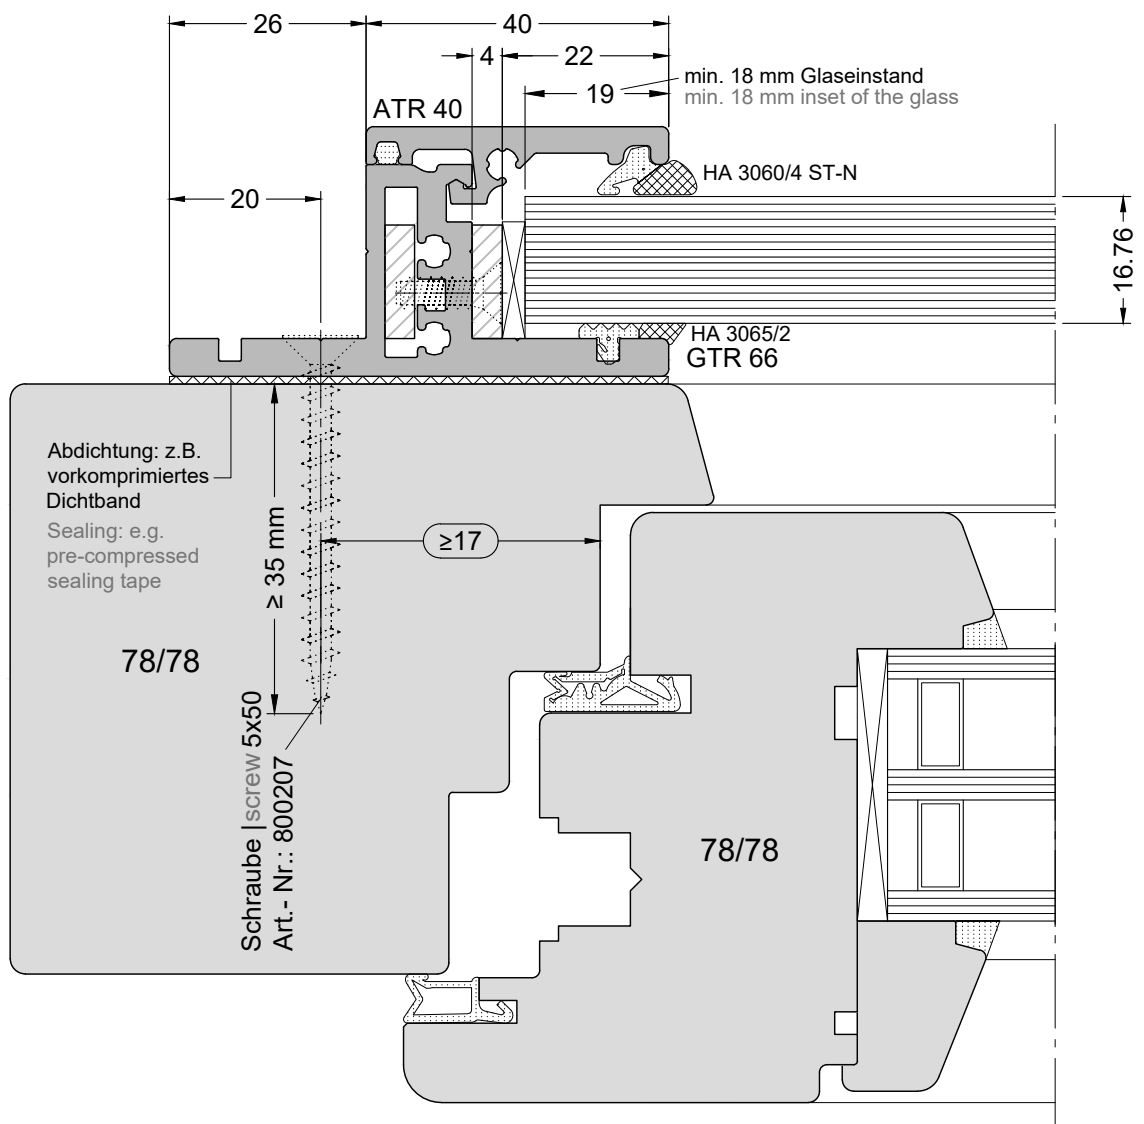 26
40
4
22
min. 18 mm Glaseinstand
19
min. 18 mm inset of the glass
ATR 40
HA 3060/4 ST-N
20
16.76
HA 3065/2
GTR 66
Abdichtung: z.B.
vorkomprimiertes
Dichtband
Sealing: e.g.
pre-compressed
sealing tape
≥ 35 mm
≥17
78/78
Schraube | screw 5x50
Art.- Nr.: 800207
78/78